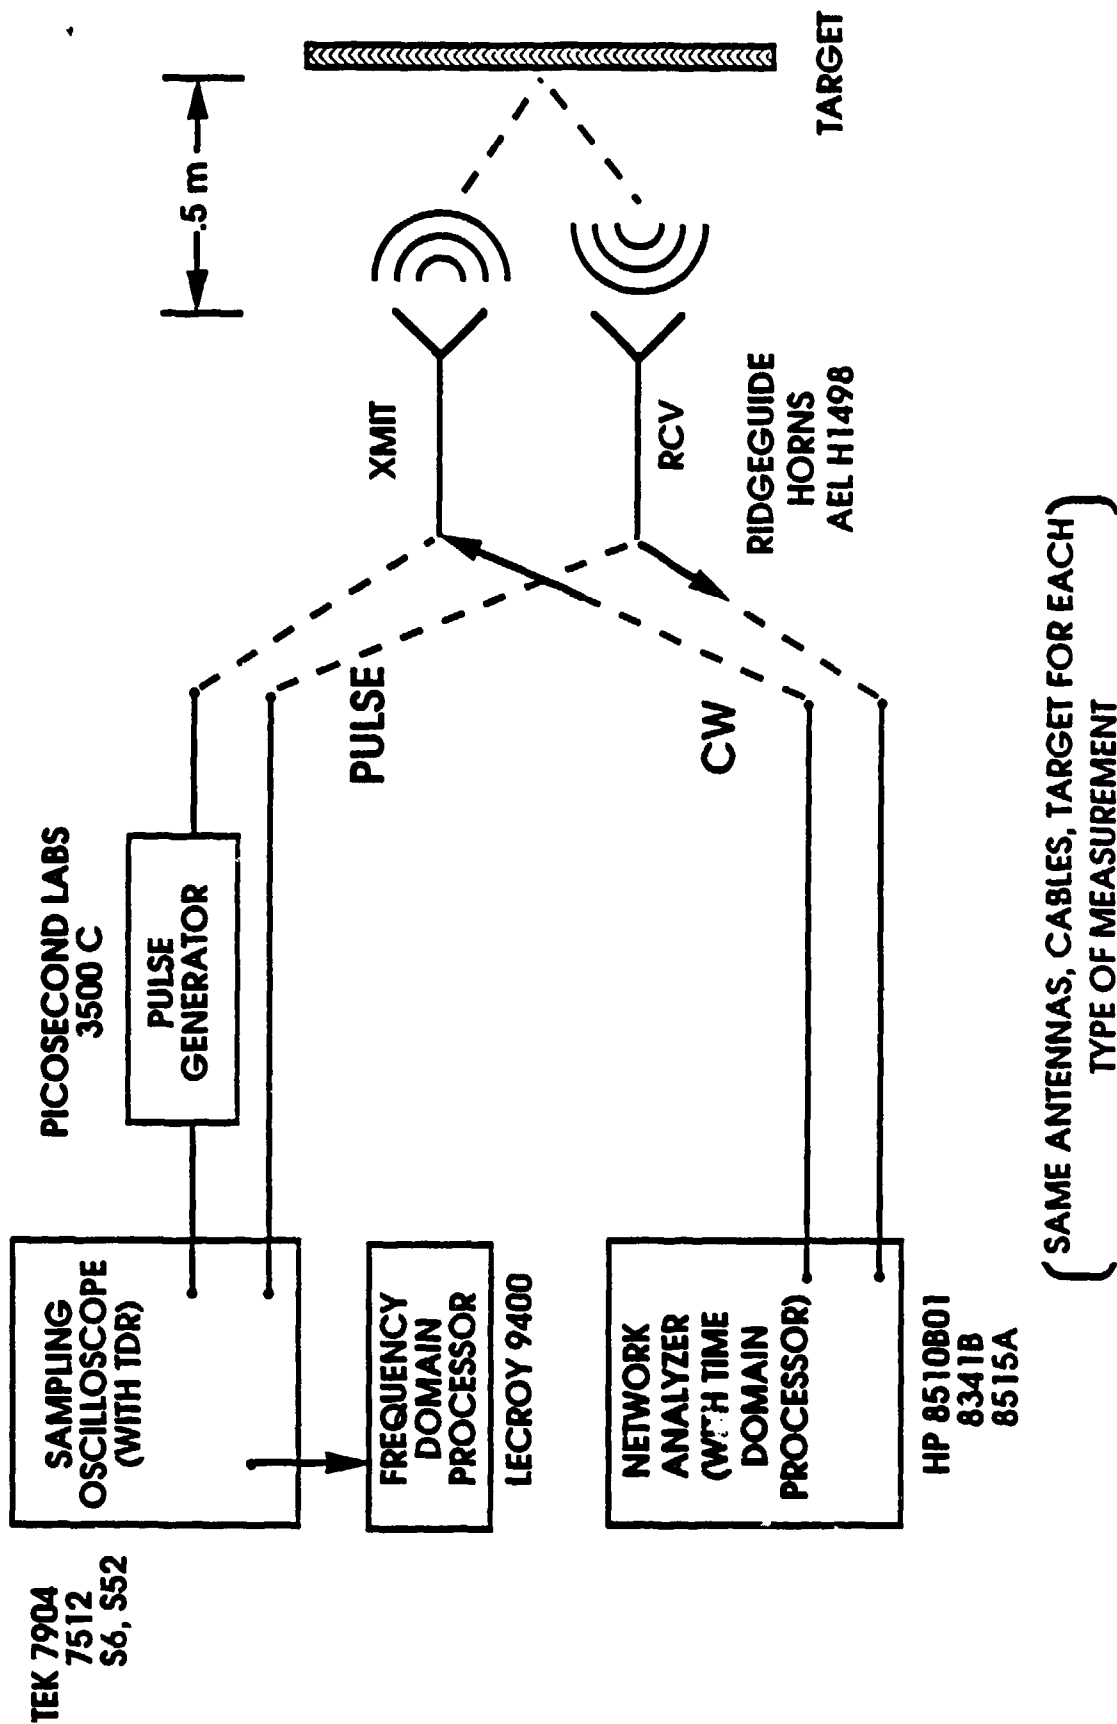 TEK 7904
7512
S6, S52
SAMPLING
OSCILLOSCOPE
(WITH TDR)
PICOSECOND LABS
3500 C
PULSE
GENERATOR
.5 m
FREQUENCY
DOMAIN
PROCESSOR
LECROY 9400
PULSE
XMIT
CW
RCV
RIDGEGUIDE
HORNS
AEL H1498
TARGET
NETWORK
ANALYZER
(WITH TIME
DOMAIN
PROCESSOR)
HP 8510B01
8341B
8515A
(SAME ANTENNAS, CABLES, TARGET FOR EACH
TYPE OF MEASUREMENT)